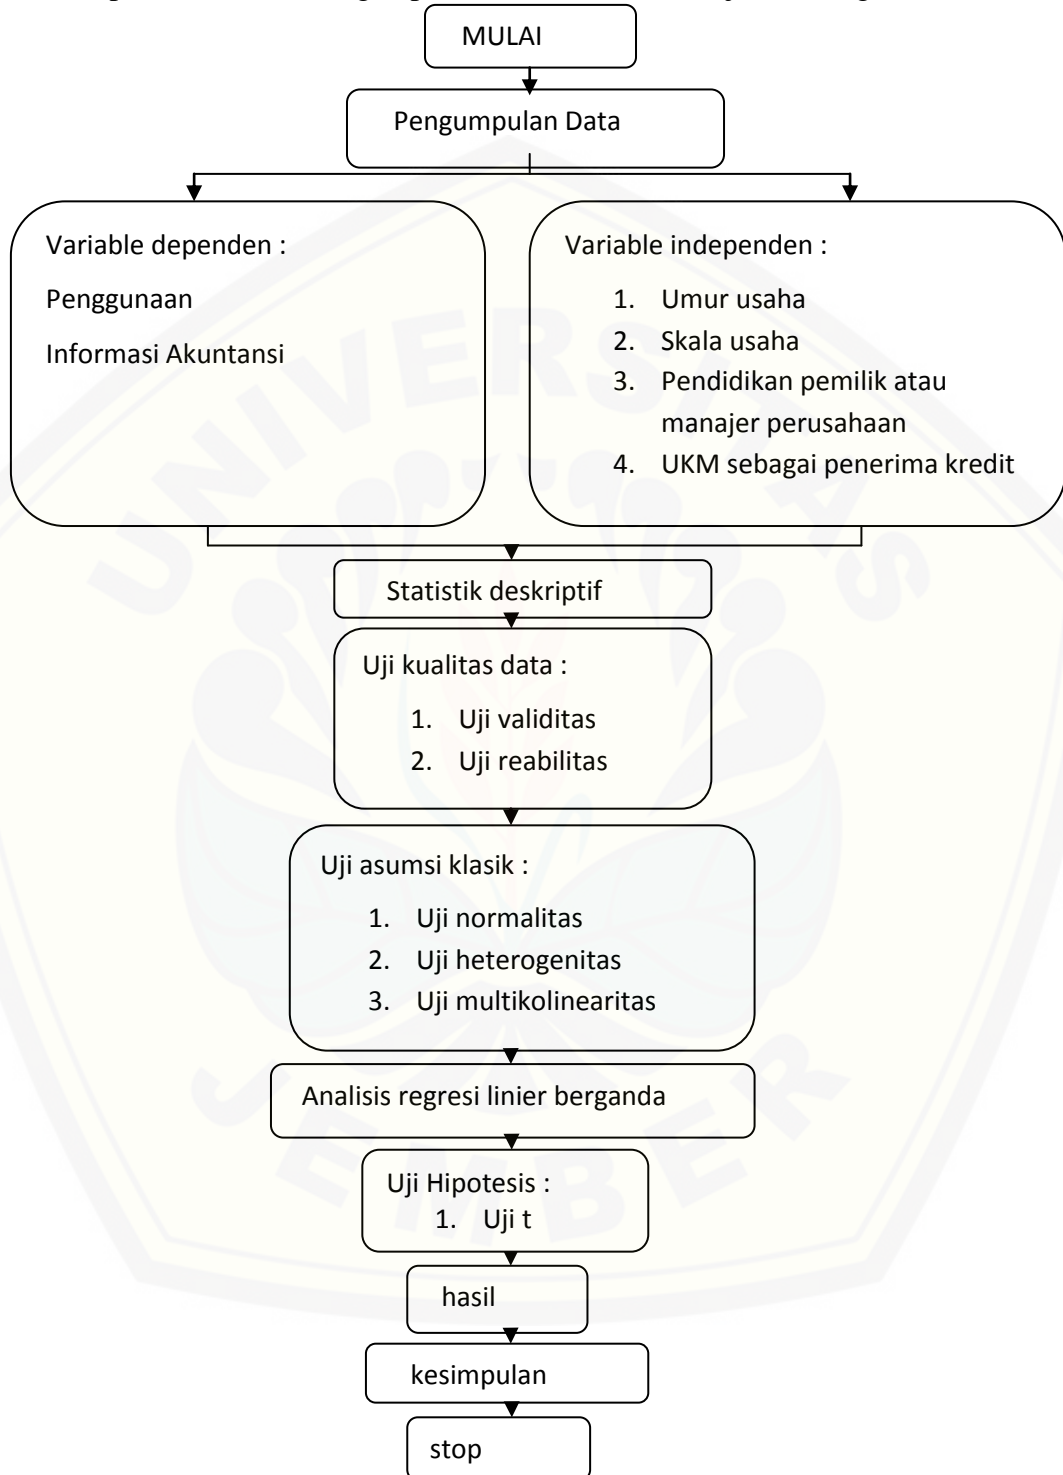 MULAI
Pengumpulan Data
Variable dependen :
Penggunaan
Informasi Akuntansi
Variable independen :
1. Umur usaha
2. Skala usaha
3. Pendidikan pemilik atau
manajer perusahaan
4. UKM sebagai penerima kredit
Statistik deskriptif
Uji kualitas data :
1. Uji validitas
2. Uji reabilitas
Uji asumsi klasik :
1. Uji normalitas
2. Uji heterogenitas
3. Uji multikolinearitas
Analisis regresi linier berganda
Uji Hipotesis :
1. Uji t
hasil
kesimpulan
stop
UNIVERSITAS
JEMBER